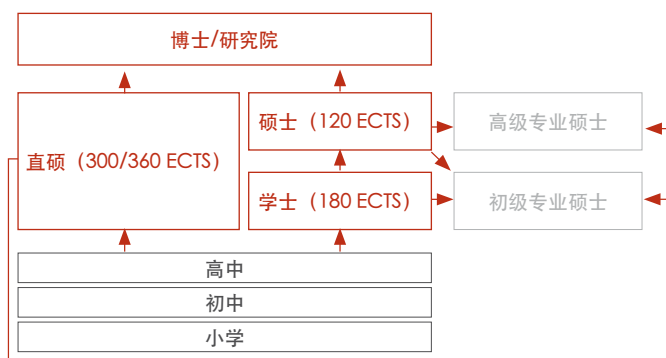 博士/研究院
硕士（120 ECTS）
高级专业硕士
直硕（300/360 ECTS）
学士（180 ECTS）
初级专业硕士
高中
初中
小学